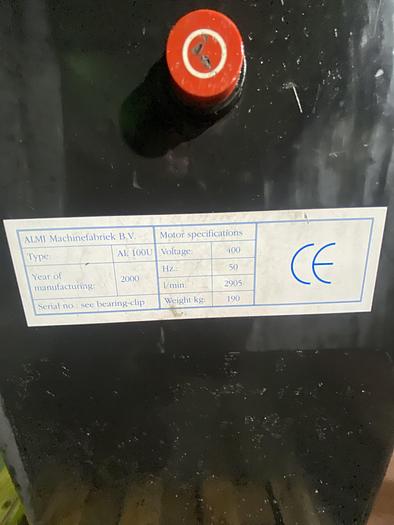 ALMI Machinefabriek B.V.
Motor specifications
Type:
AL 100U
Voltage:
400
Year of
manufacturing:
2000
Hz.:
50
1/min.:
2905
Serial no.: see bearing-clip
Weight kg:
190
CE